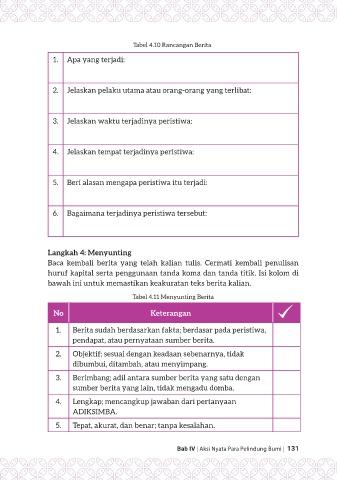 Tabel 4.10 Rancangan Berita
1. Apa yang terjadi:
2. Jelaskan pelaku utama atau orang-orang yang terlibat:
3. Jelaskan waktu terjadinya peristiwa:
4. Jelaskan tempat terjadinya peristiwa:
5. Beri alasan mengapa peristiwa itu terjadi:
6. Bagaimana terjadinya peristiwa tersebut:
Langkah 4: Menyunting
Baca kembali berita yang telah kalian tulis. Cermati kembali penulisan
huruf kapital serta penggunaan tanda koma dan tanda titik. Isi kolom di
bawah ini untuk memastikan keakuratan teks berita kalian.
Tabel 4.11 Menyunting Berita
No Keterangan ✓
1. Berita sudah berdasarkan fakta; berdasar pada peristiwa,
pendapat, atau pernyataan sumber berita.
2. Objektif; sesuai dengan keadaan sebenarnya, tidak
dibumbui, ditambah, atau menyimpang.
3. Berimbang; adil antara sumber berita yang satu dengan
sumber berita yang lain, tidak mengadu domba.
4. Lengkap; mencangkup jawaban dari pertanyaan
ADIKSIMBA.
5. Tepat, akurat, dan benar; tanpa kesalahan.
Bab IV | Aksi Nyata Para Pelindung Bumi | 131